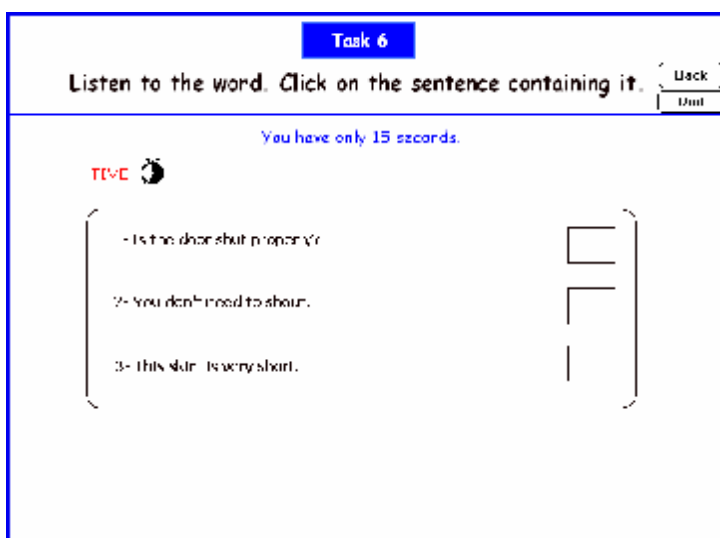 Task 6
Listen to the word. Click on the sentence containing it.
Back
You have only 15 seconds.
TIME
Is the door shut properly?
2- You don't need to shout.
3- This skirt is very short.